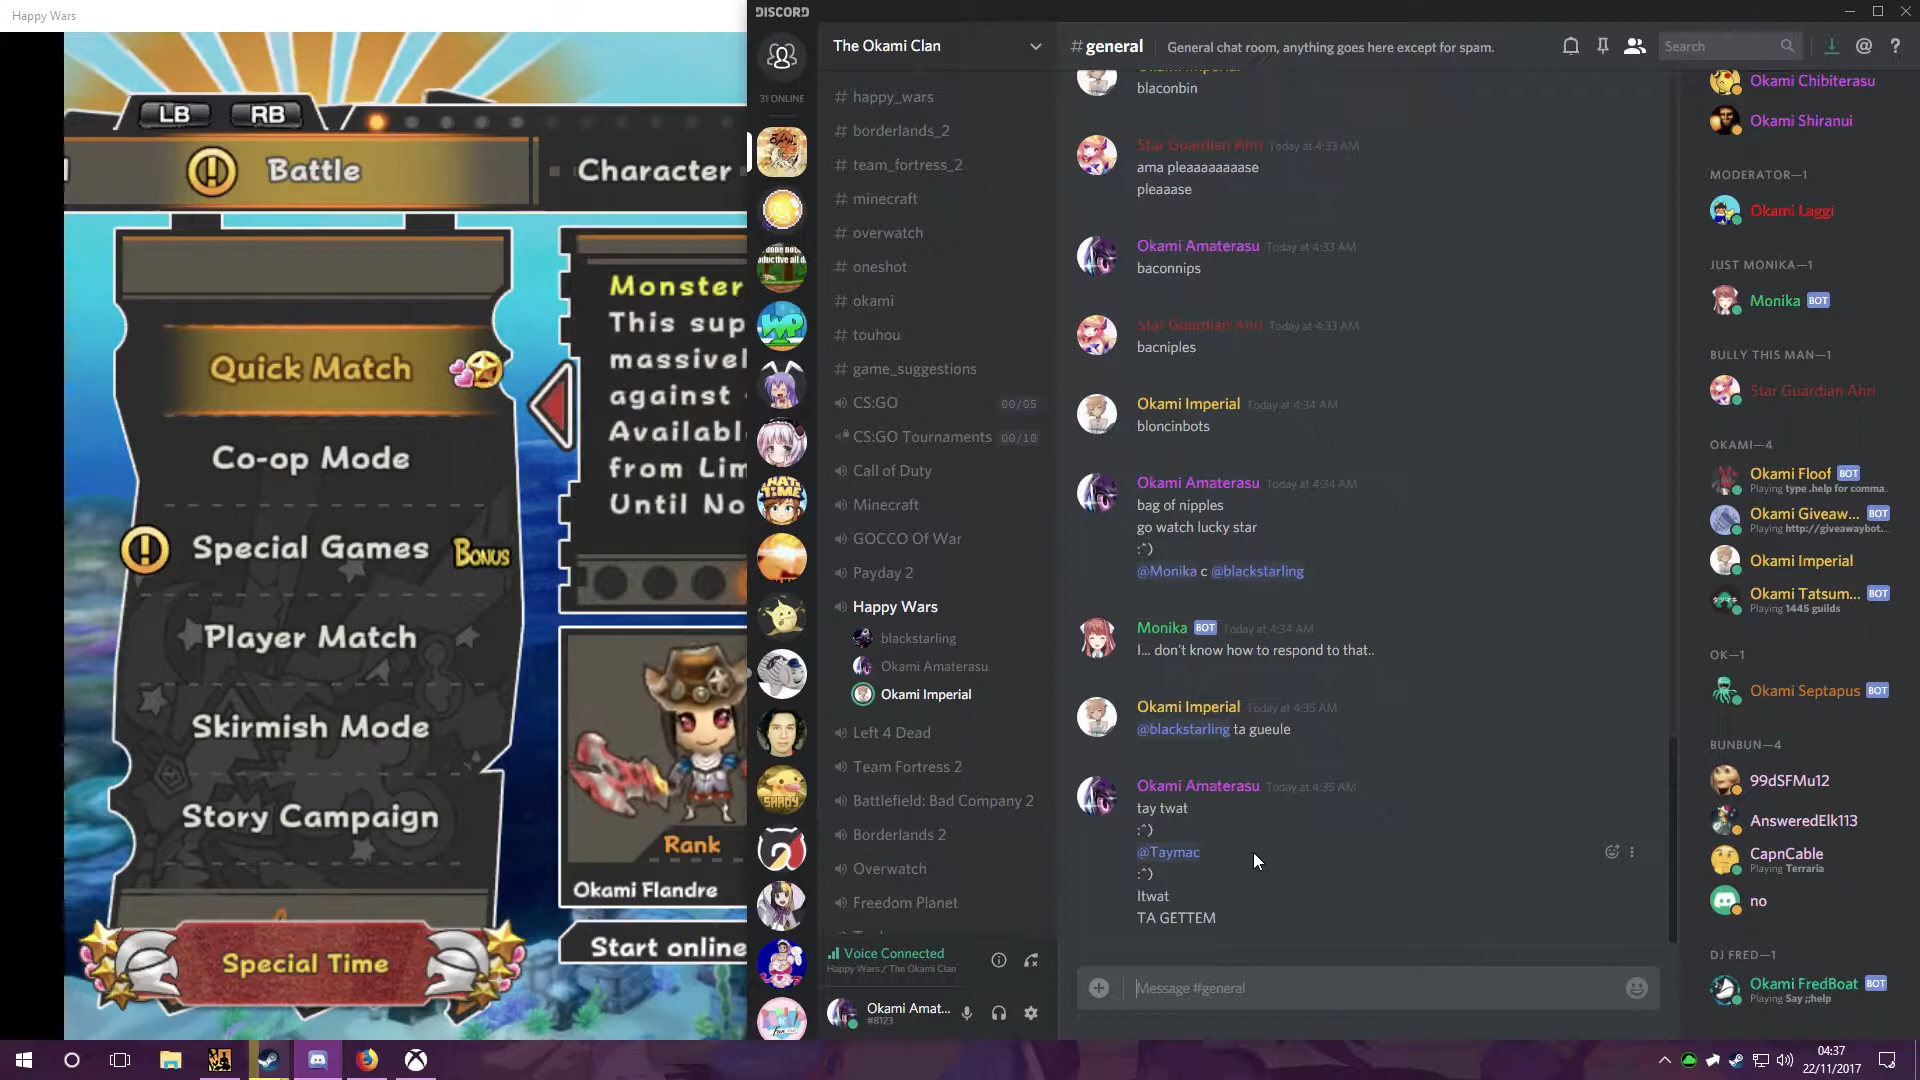 Happy Wars
LB
RB
Battle
Character
Quick Match
Co-op Mode
Special Games
BONUS
Player Match
Skirmish Mode
Story Campaign
Special Time
Monster
This sup
massivel
against
Availabl
from Lim
Until No
Rank
Okami Flandre
Start online
DISCORD
31 ONLINE
The Okami Clan
# happy_wars
# borderlands_2
# team_fortress_2
# minecraft
# overwatch
# oneshot
# okami
# touhou
# game_suggestions
CS:GO 00/05
CS:GO Tournaments 00/10
Call of Duty
Minecraft
GOCCO Of War
Payday 2
Happy Wars
blackstarling
Okami Amaterasu
Okami Imperial
Left 4 Dead
Team Fortress 2
Battlefield: Bad Company 2
Borderlands 2
Overwatch
Freedom Planet
Voice Connected
Happy Wars / The Okami Clan
Okami Amat...
#8123
#general
General chat room, anything goes here except for spam.
Search
Okami Imperial
blaconbin
Star Guardian Ahri Today at 4:33 AM
ama pleaaaaaaaase
pleaaase
Okami Amaterasu Today at 4:33 AM
baconnips
Star Guardian Ahri Today at 4:33 AM
bacniples
Okami Imperial Today at 4:34 AM
bloncinbots
Okami Amaterasu Today at 4:34 AM
bag of nipples
go watch lucky star
:^)
@Monika c @blackstarling
Monika BOT Today at 4:34 AM
I... don't know how to respond to that..
Okami Imperial Today at 4:35 AM
@blackstarling ta gueule
Okami Amaterasu Today at 4:35 AM
tay twat
:^)
@Taymac
:^)
ltwat
TA GETTEM
Message #general
Okami Chibiterasu
Okami Shiranui
MODERATOR—1
Okami Laggi
JUST MONIKA—1
Monika BOT
BULLY THIS MAN—1
Star Guardian Ahri
OKAMI—4
Okami Floof BOT
Playing type .help for comma..
Okami Giveaw... BOT
Playing http://giveawaybot...
Okami Imperial
Okami Tatsum... BOT
Playing 1445 guilds
OK—1
Okami Septapus BOT
BUNBUN—4
99dSFMu12
AnsweredElk113
CapnCable
Playing Terraria
no
DJ FRED—1
Okami FredBoat BOT
Playing Say ;;help
04:37
22/11/2017